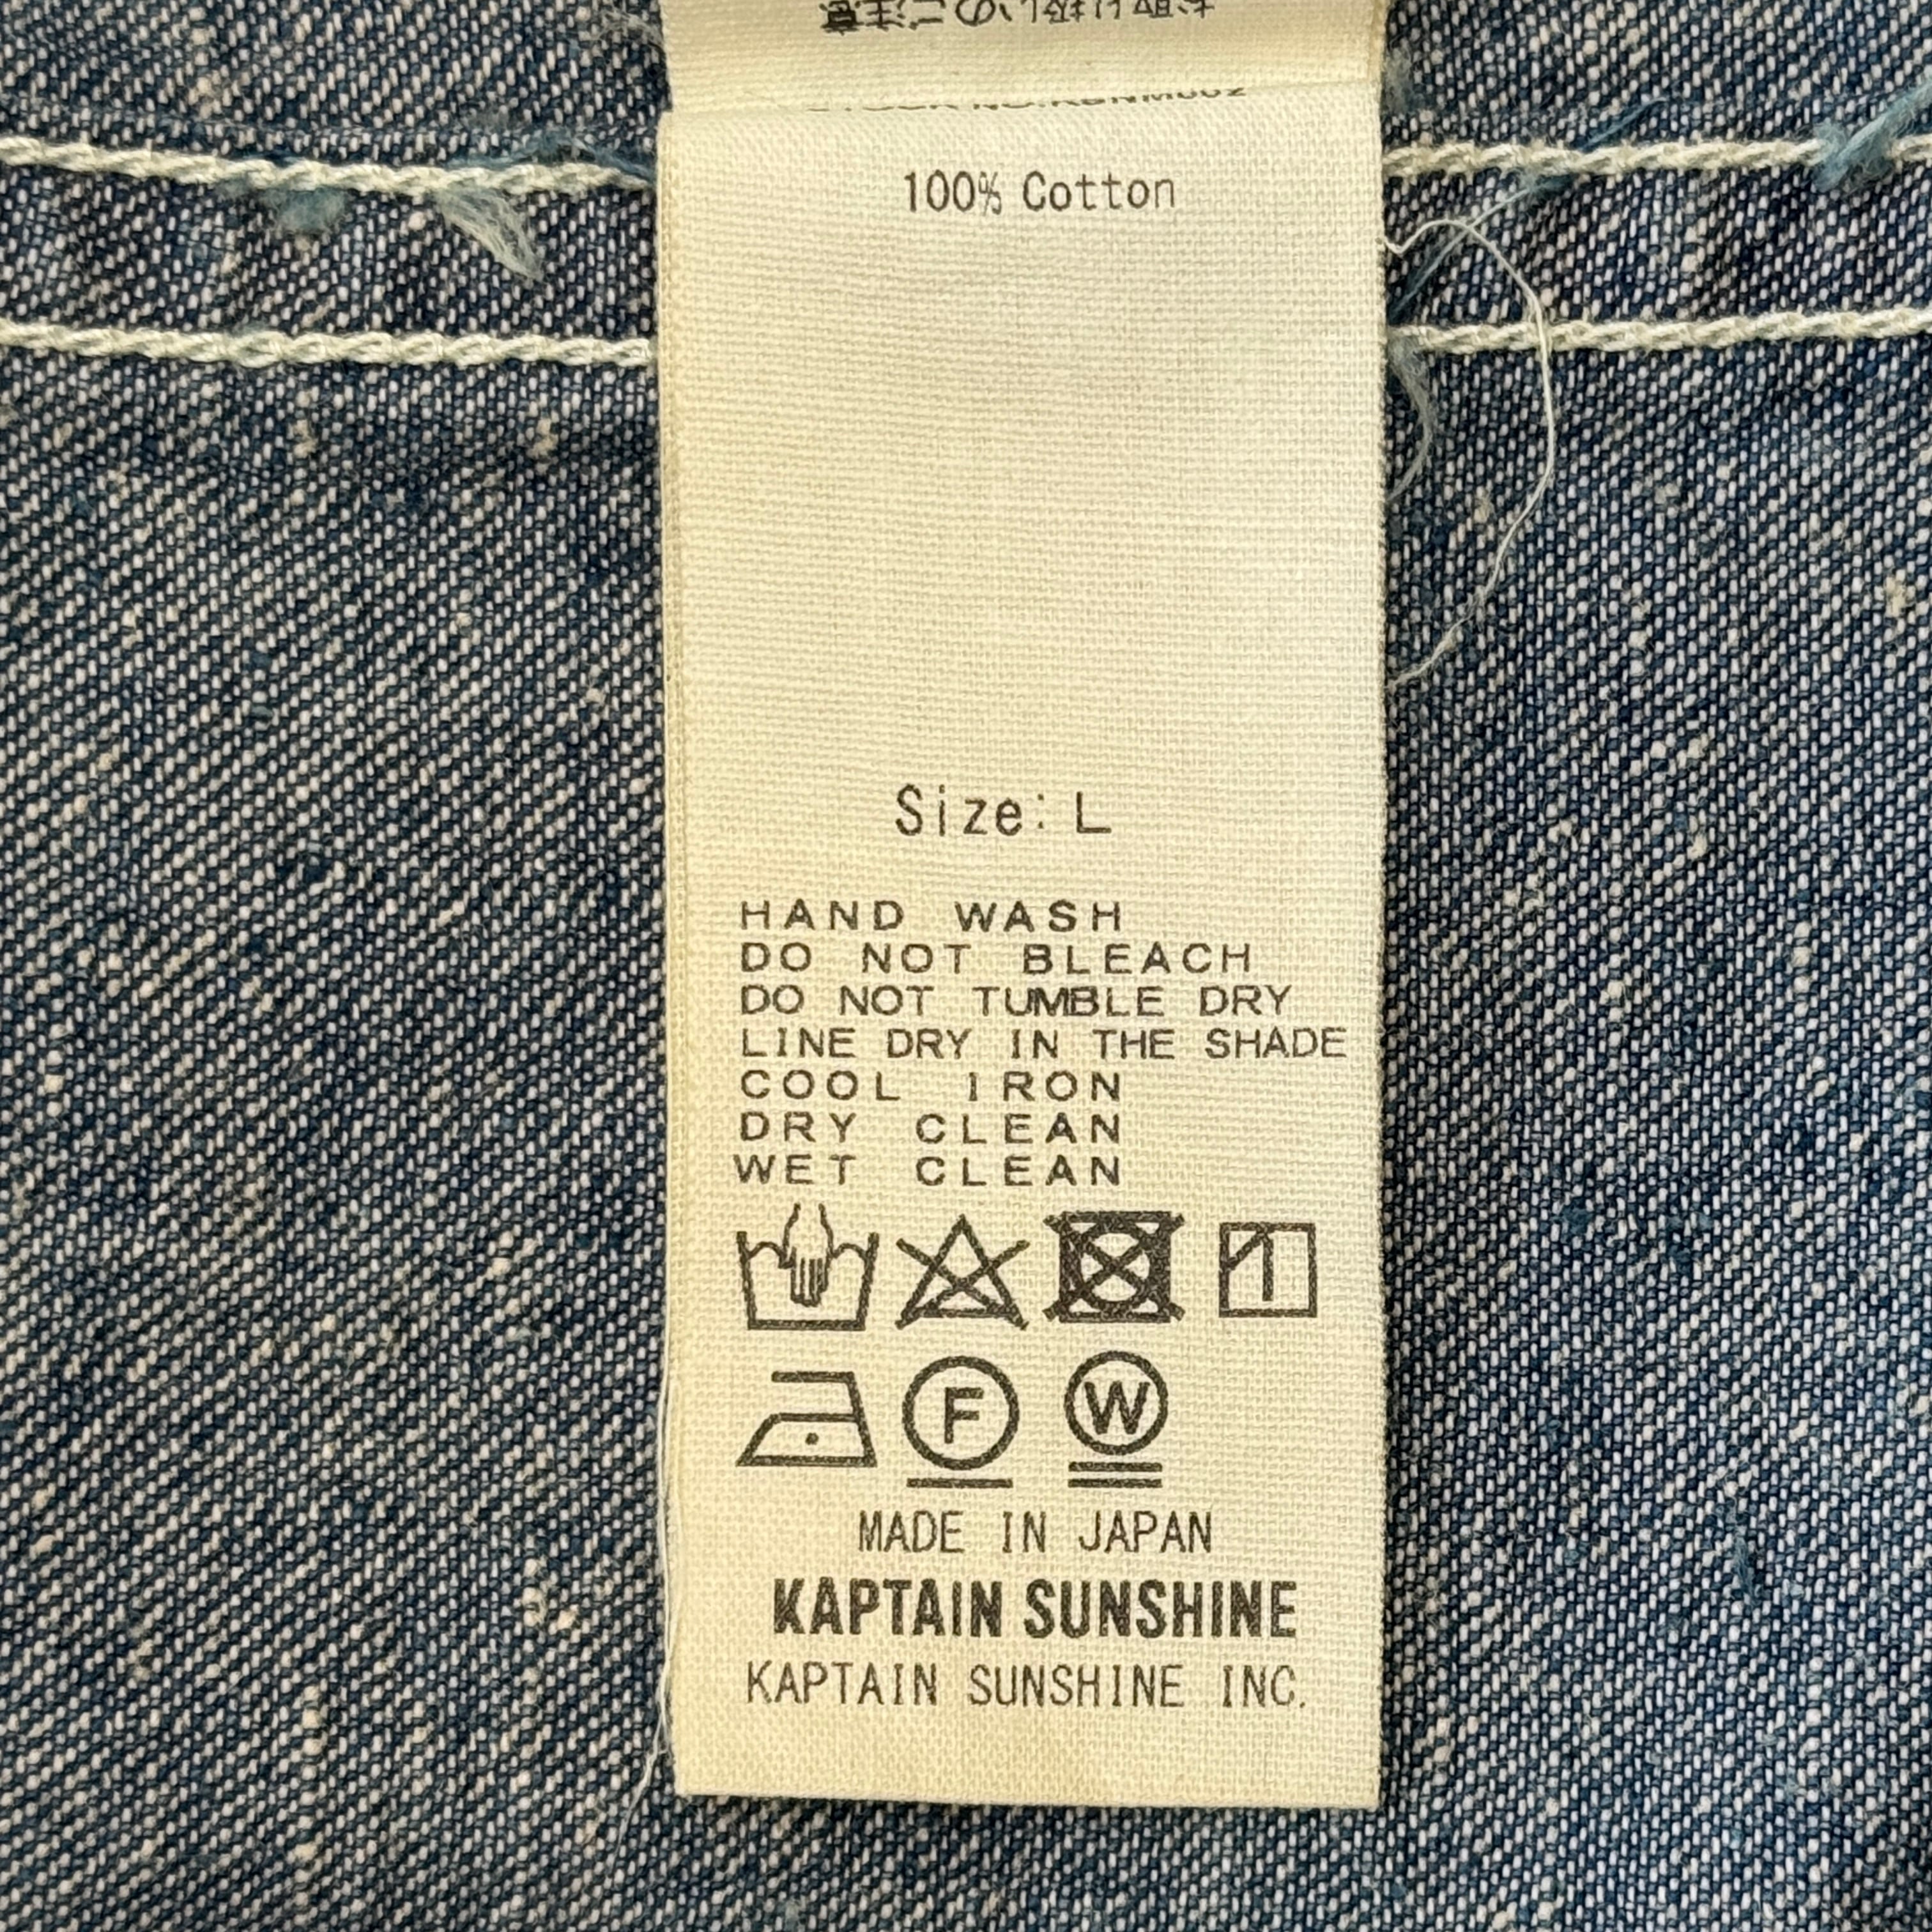 100% Cotton
Size: L
HAND WASH
DO NOT BLEACH
DO NOT TUMBLE DRY
LINE DRY IN THE SHADE
COOL IRON
DRY CLEAN
WET CLEAN
F W
MADE IN JAPAN
KAPTAIN SUNSHINE
KAPTAIN SUNSHINE INC.